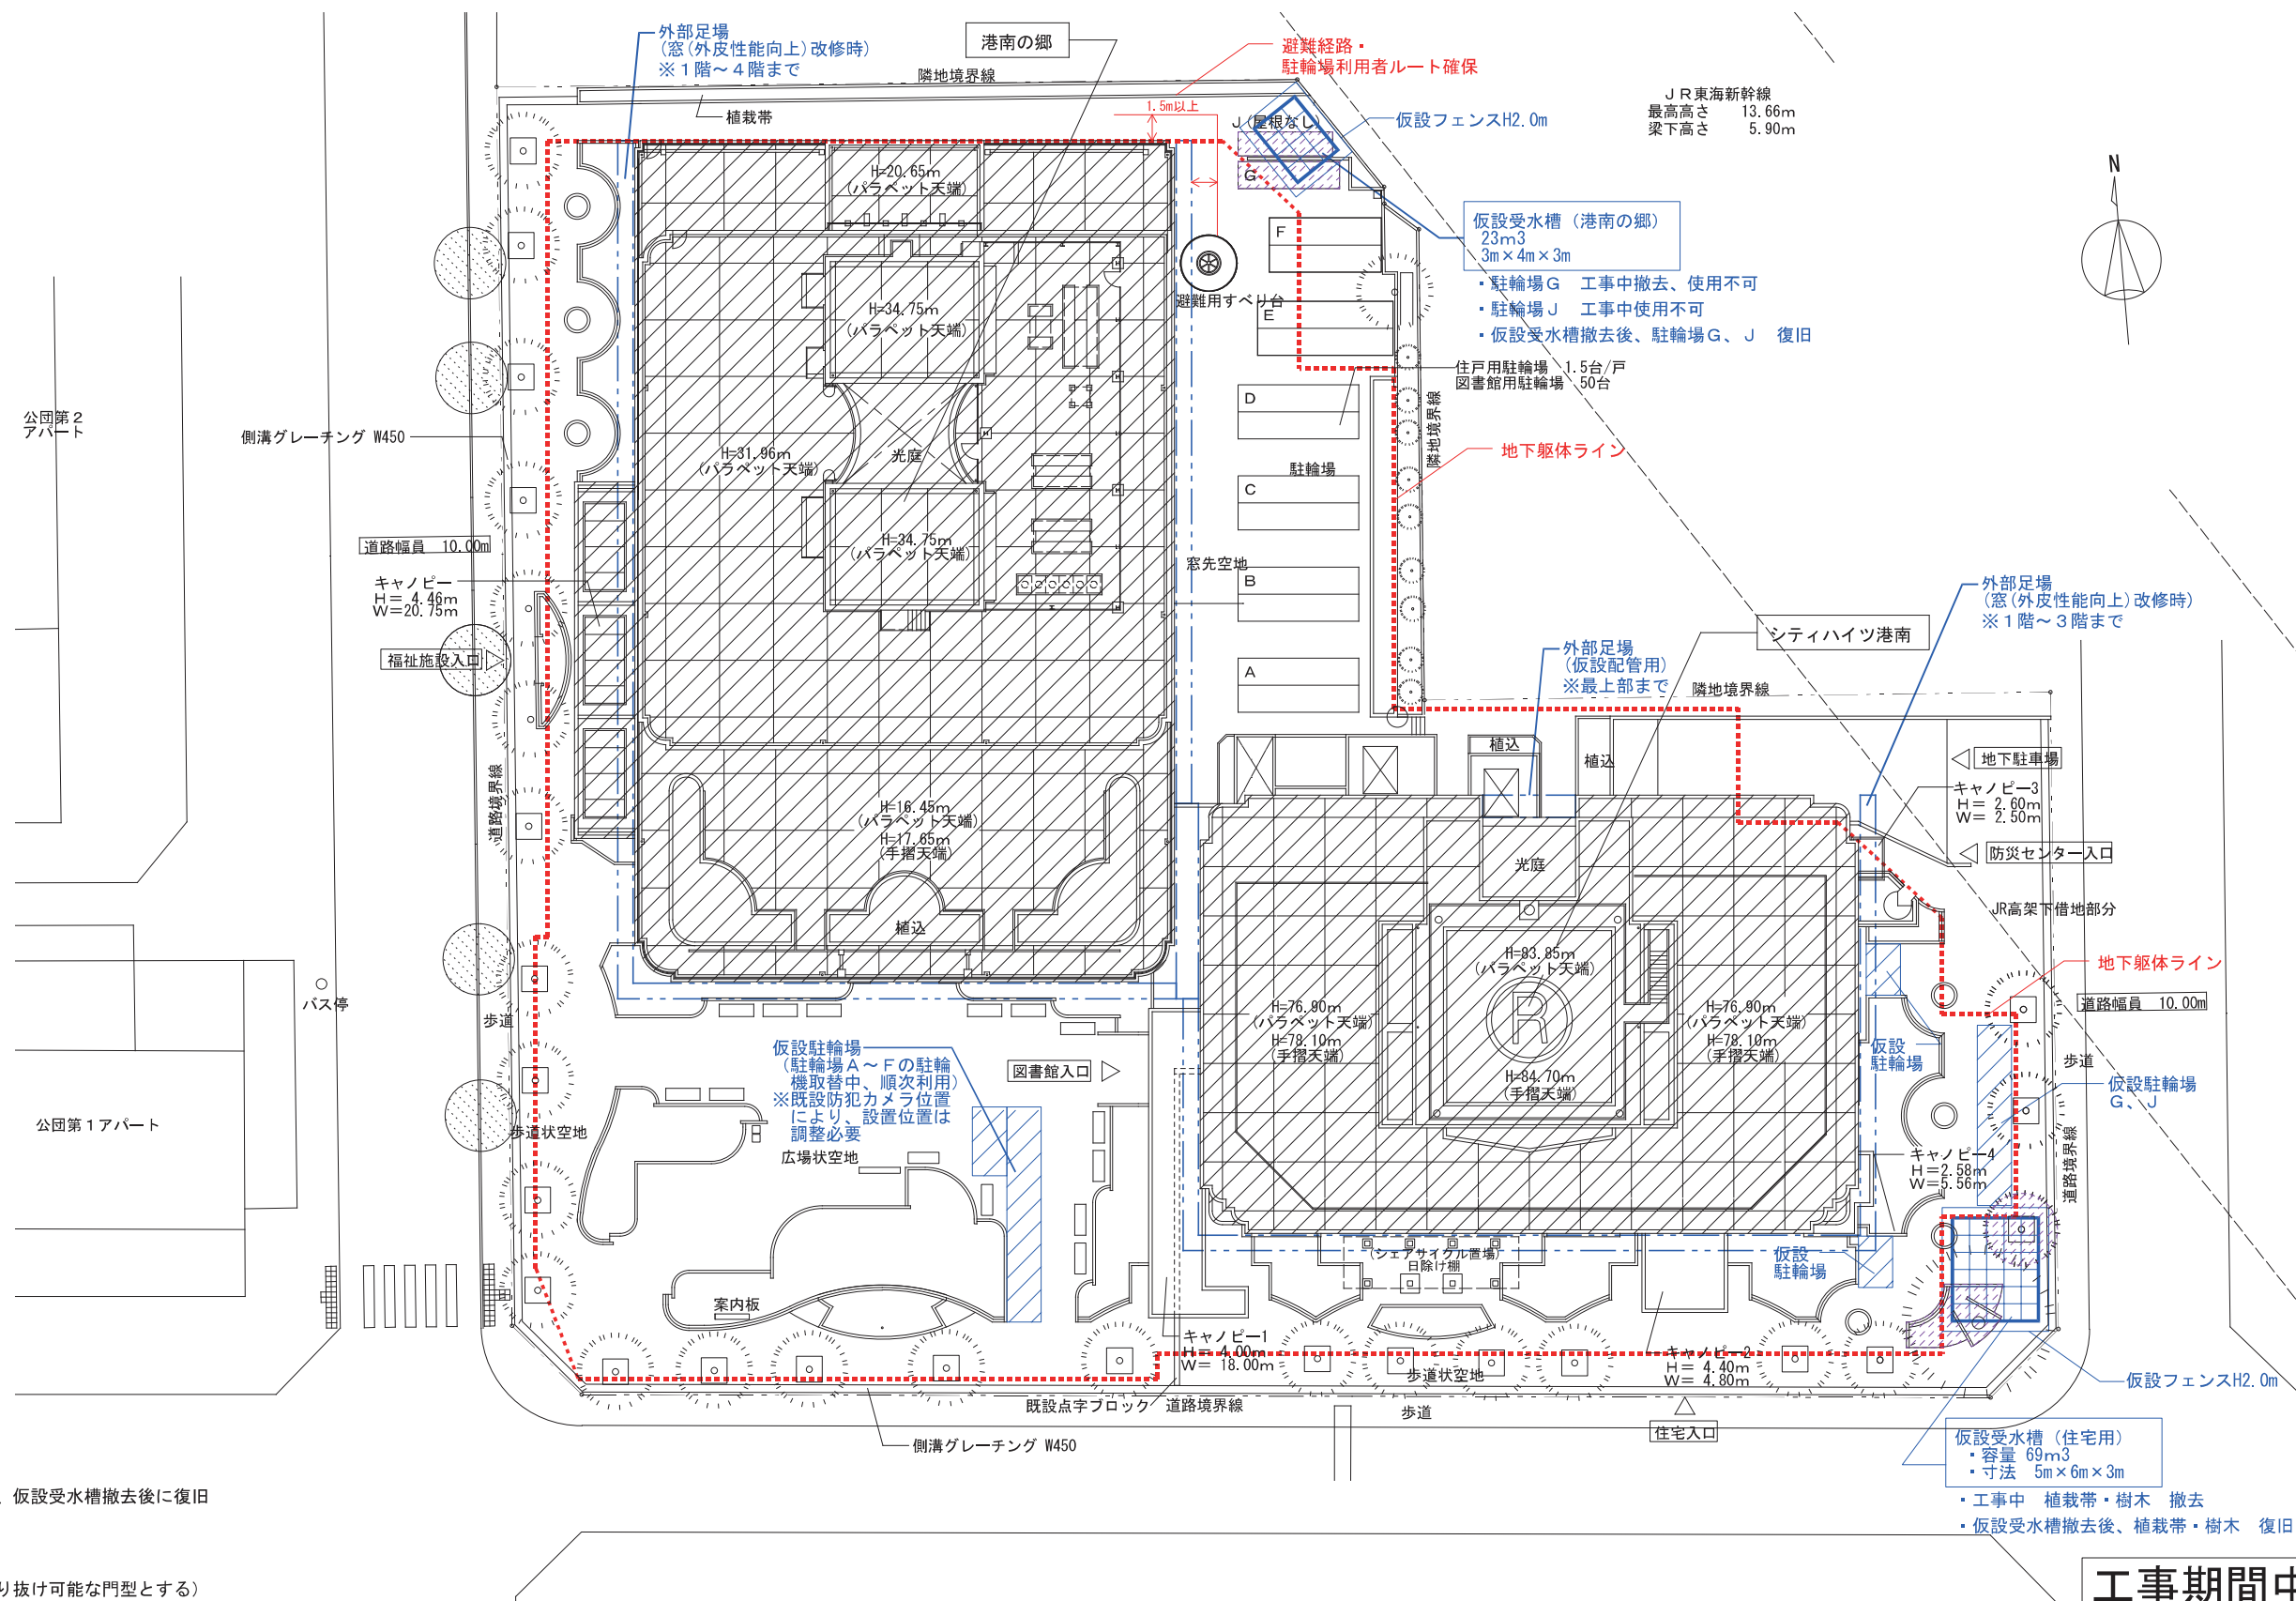 外部足場
（窓（外皮性能向上）改修時）
※１階～４階まで
港南の郷
隣地境界線
植栽帯
避難経路・
駐輪場利用者ルート確保
1.5m以上
J（屋根なし）
仮設フェンスH2.0m
ＪＲ東海新幹線
最高高さ 13.66m
梁下高さ 5.90m
N
G
F
E
D
C
B
A
仮設受水槽（港南の郷）
23m3
3m×4m×3m
・駐輪場Ｇ　工事中撤去、使用不可
・駐輪場Ｊ　工事中使用不可
・仮設受水槽撤去後、駐輪場Ｇ、Ｊ　復旧
避難用すべり台
住戸用駐輪場　1.5台/戸
図書館用駐輪場　50台
隣地境界線
地下躯体ライン
駐輪場
窓先空地
H=20.65m
（パラペット天端）
H=34.75m
（パラペット天端）
H=31.96m
（パラペット天端）
光庭
H=34.75m
（パラペット天端）
H=16.45m
（パラペット天端）
H=17.65m
（手摺天端）
植込
公団第２
アパート
側溝グレーチング W450
道路幅員　10.00m
キャノピー
Ｈ＝ 4.46m
Ｗ＝20.75m
福祉施設入口
道路境界線
バス停
歩道
公団第１アパート
歩道状空地
外部足場
（仮設配管用）
※最上部まで
シティハイツ港南
外部足場
（窓（外皮性能向上）改修時）
※１階～３階まで
隣地境界線
植込
植込
地下駐車場
キャノピー3
Ｈ＝ 2.60m
Ｗ＝ 2.50m
防災センター入口
JR高架下借地部分
光庭
H=83.85m
（パラペット天端）
H=76.90m
（パラペット天端）
H=78.10m
（手摺天端）
R
H=76.90m
（パラペット天端）
H=78.10m
（手摺天端）
H=84.70m
（手摺天端）
地下躯体ライン
道路幅員　10.00m
歩道
仮設
駐輪場
仮設駐輪場
Ｇ、Ｊ
道路境界線
キャノピー4
Ｈ＝2.58m
Ｗ＝5.56m
仮設
駐輪場
仮設駐輪場
（駐輪場Ａ～Ｆの駐輪
機取替中、順次利用）
※既設防犯カメラ位置
により、設置位置は
調整必要
広場状空地
図書館入口
案内板
（シェアサイクル置場）
日除け棚
キャノピー1
Ｈ＝ 4.00m
Ｗ＝ 18.00m
キャノピー2
Ｈ＝ 4.40m
Ｗ＝ 4.80m
歩道状空地
既設点字ブロック
道路境界線
歩道
住宅入口
側溝グレーチング W450
仮設フェンスH2.0m
仮設受水槽（住宅用）
・容量 69m3
・寸法　5m×6m×3m
・工事中　植栽帯・樹木　撤去
・仮設受水槽撤去後、植栽帯・樹木　復旧
、仮設受水槽撤去後に復旧
り抜け可能な門型とする）
工事期間中